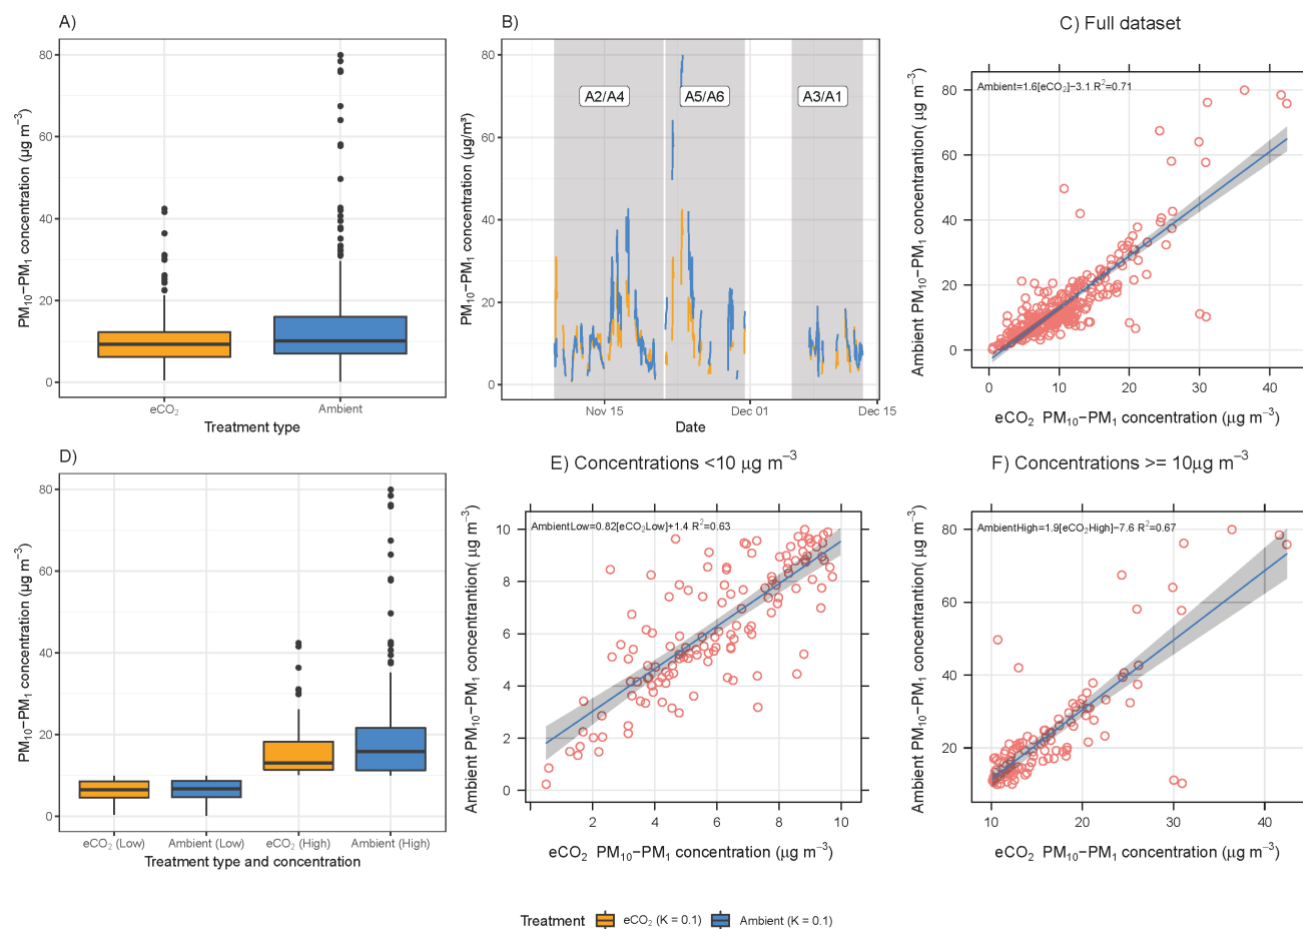 A)
PM₁₀−PM₁ concentration (µg m⁻³)
80
60
40
20
0
eCO₂
Ambient
Treatment type
B)
PM₁₀−PM₁ concentration (µg/m³)
80
60
40
20
0
A2/A4
A5/A6
A3/A1
Nov 15
Dec 01
Dec 15
Date
C) Full dataset
Ambient=1.6[eCO₂]−3.1 R²=0.71
Ambient PM₁₀−PM₁ concentrantion( µg m⁻³)
80
60
40
20
0
0
10
20
30
40
eCO₂ PM₁₀−PM₁ concentration (µg m⁻³)
D)
PM₁₀−PM₁ concentration (µg m⁻³)
80
60
40
20
0
eCO₂ (Low)
Ambient (Low)
eCO₂ (High)
Ambient (High)
Treatment type and concentration
E) Concentrations <10 µg m⁻³
AmbientLow=0.82[eCO₂Low]+1.4 R²=0.63
Ambient PM₁₀−PM₁ concentrantion( µg m⁻³)
10
8
6
4
2
0
2
4
6
8
10
eCO₂ PM₁₀−PM₁ concentration (µg m⁻³)
F) Concentrations >= 10µg m⁻³
AmbientHigh=1.9[eCO₂High]−7.6 R²=0.67
Ambient PM₁₀−PM₁ concentrantion( µg m⁻³)
80
60
40
20
10
20
30
40
eCO₂ PM₁₀−PM₁ concentration (µg m⁻³)
Treatment eCO₂ (K = 0.1) Ambient (K = 0.1)